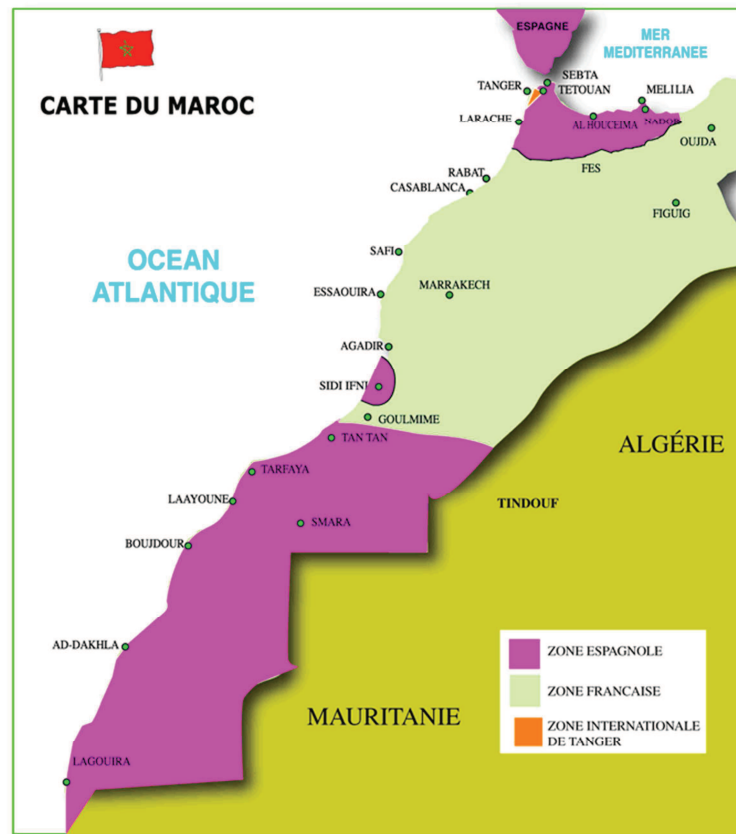 ESPAGNE
MER
MEDITERRANEE
CARTE DU MAROC
SEBTA
TANGER
TETOUAN
MELILIA
LARACHE
AL HOUCEIMA
NADOR
OUJDA
FES
RABAT
CASABLANCA
FIGUIG
SAFI
OCEAN
ATLANTIQUE
ESSAOUIRA
MARRAKECH
AGADIR
SIDI IFNI
GOULMIME
TAN TAN
ALGÉRIE
TARFAYA
LAAYOUNE
TINDOUF
SMARA
BOUJDOUR
AD-DAKHLA
ZONE ESPAGNOLE
ZONE FRANCAISE
MAURITANIE
ZONE INTERNATIONALE
DE TANGER
LAGOUIRA